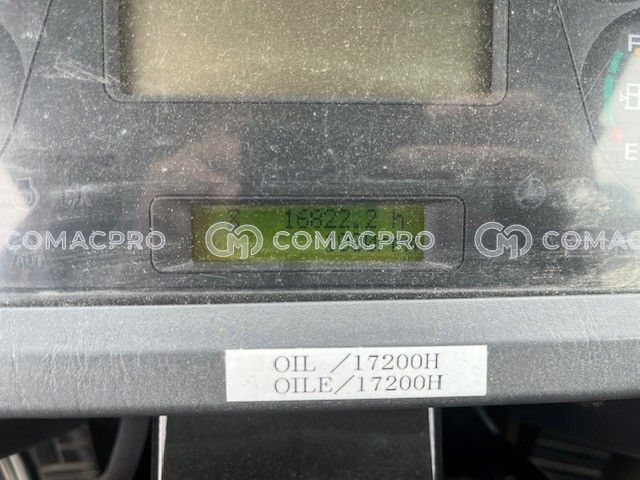 F
E
16822.2 h
COMACPRO COMACPRO COMACPRO
OIL /17200H
OILE/17200H